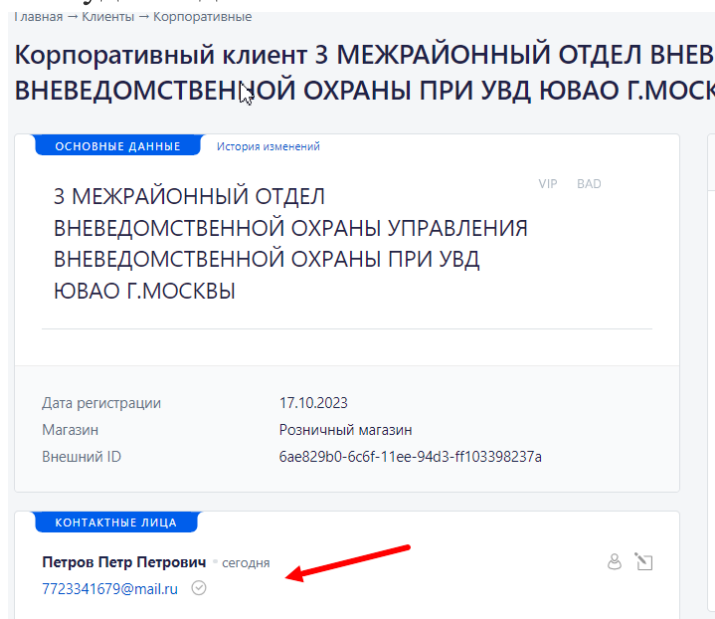 Главная → Клиенты → Корпоративные
Корпоративный клиент 3 МЕЖРАЙОННЫЙ ОТДЕЛ ВНЕВ
ВНЕВЕДОМСТВЕННОЙ ОХРАНЫ ПРИ УВД ЮВАО Г.МОСК
ОСНОВНЫЕ ДАННЫЕ История изменений
VIP BAD
3 МЕЖРАЙОННЫЙ ОТДЕЛ
ВНЕВЕДОМСТВЕННОЙ ОХРАНЫ УПРАВЛЕНИЯ
ВНЕВЕДОМСТВЕННОЙ ОХРАНЫ ПРИ УВД
ЮВАО Г.МОСКВЫ
Дата регистрации 17.10.2023
Магазин Розничный магазин
Внешний ID 6ae829b0-6c6f-11ee-94d3-ff103398237a
КОНТАКТНЫЕ ЛИЦА
Петров Петр Петрович • сегодня
7723341679@mail.ru